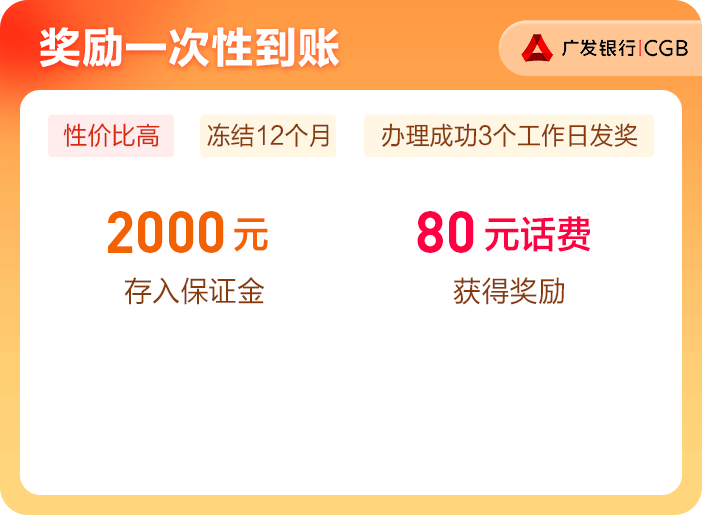 奖励一次性到账
广发银行|CGB
性价比高
冻结12个月
办理成功3个工作日发奖
2000元
80元话费
存入保证金
获得奖励